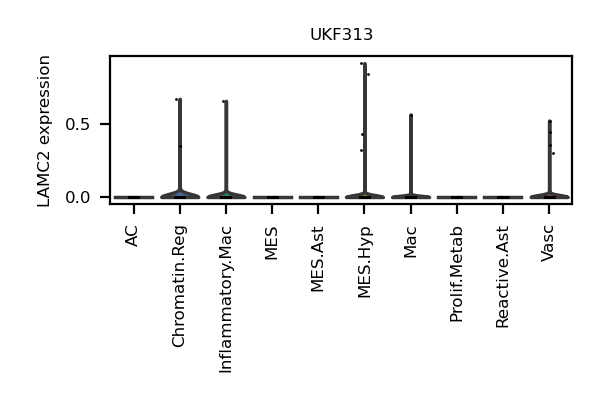 UKF313
LAMC2 expression
0.5
0.0
AC
Chromatin.Reg
Inflammatory.Mac
MES
MES.Ast
MES.Hyp
Mac
Prolif.Metab
Reactive.Ast
Vasc